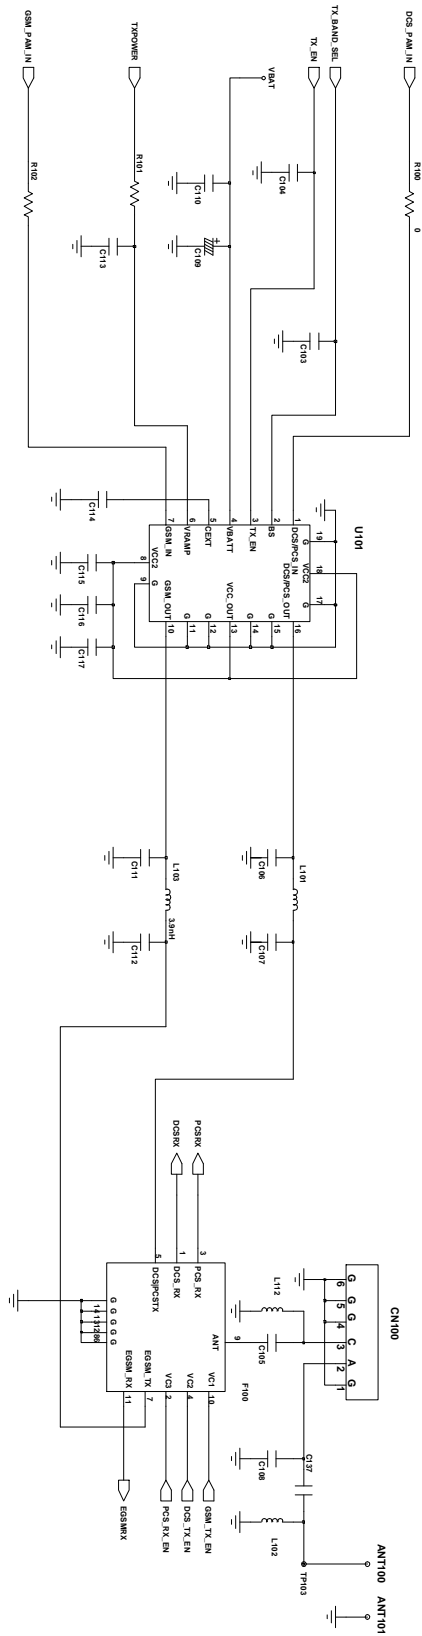 GSM_PAM_IN
TXPOWER
VBAT
TX_EN
TX_BAND_SEL
DCS_PAM_IN
R102
R101
R100
0
C110
C104
C113
C109
+
C103
C114
U101
7
GSM_IN
6
VRAMP
5
CEXT
4
VBATT
3
TX_EN
2
BS
1
DCS/PCS_IN
19
G
18
VCC2
17
G
8
VCC2
9
G
10
GSM_OUT
11
G
12
G
13
VCC_OUT
14
G
15
G
16
DCS/PCS_OUT
C115
C116
C117
L103
3.9nH
C111
C112
L101
C106
C107
DCSRX
PCSRX
5
DCS|PCSTX
1
DCS_RX
3
PCS_RX
G
G
G
G
G
14
13
12
8
6
ANT
9
F100
EGSM_RX
11
EGSM_TX
7
VC3
2
VC2
4
VC1
10
EGSMRX
PCS_RX_EN
DCS_TX_EN
GSM_TX_EN
L112
C105
CN100
6
G
5
G
4
G
3
C
2
A
1
G
C108
C137
L102
TP103
ANT100
ANT101